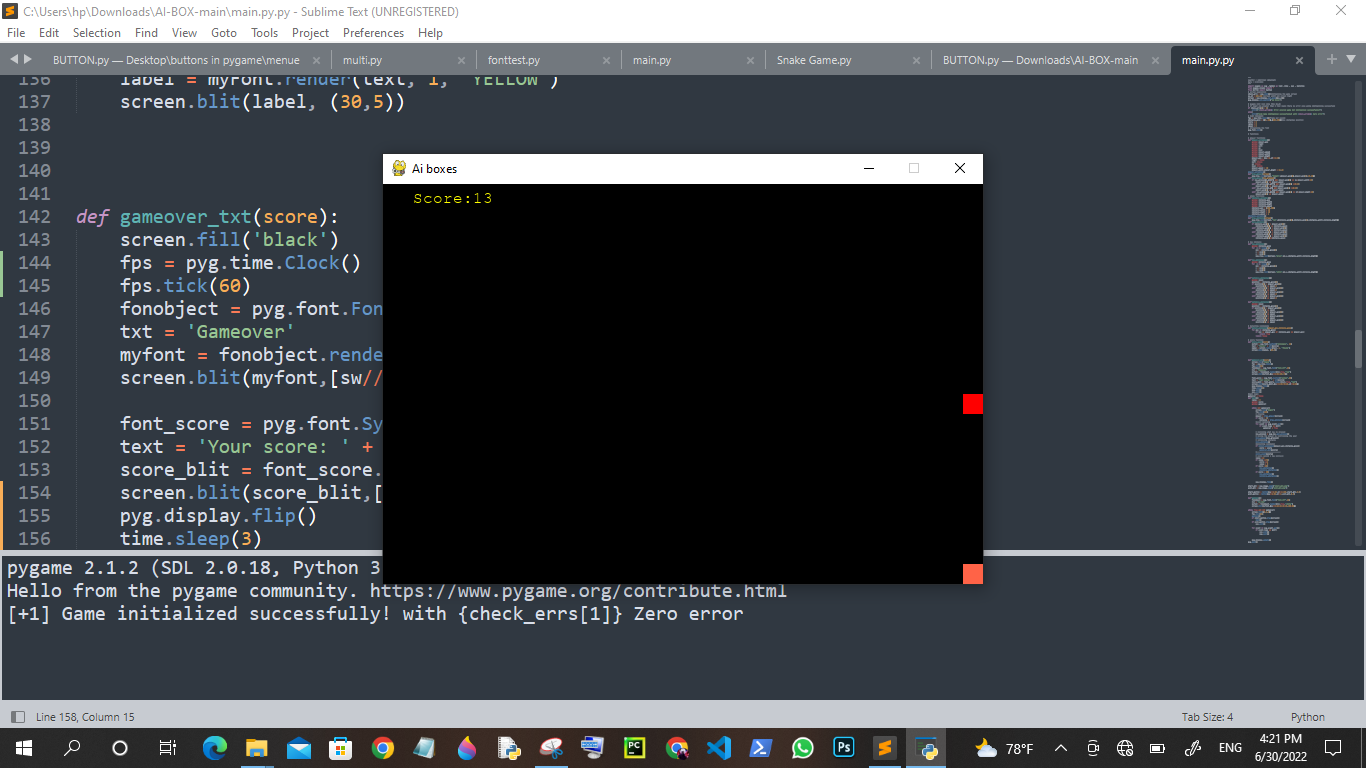 C:\Users\hp\Downloads\AI-BOX-main\main.py.py - Sublime Text (UNREGISTERED)
File Edit Selection Find View Goto Tools Project Preferences Help
BUTTON.py — Desktop\buttons in pygame\menue multi.py fonttest.py main.py Snake Game.py BUTTON.py — Downloads\AI-BOX-main main.py.py
136 label = myfont.render(text, 1, "YELLOW")
137 screen.blit(label, (30,5))
138
139
140
141
142 def gameover_txt(score):
143 screen.fill('black')
144 fps = pyg.time.Clock()
145 fps.tick(60)
146 fonobject = pyg.font.Fon
147 txt = 'Gameover'
148 myfont = fonobject.rende
149 screen.blit(myfont,[sw//
150
151 font_score = pyg.font.Sy
152 text = 'Your score: ' +
153 score_blit = font_score.
154 screen.blit(score_blit,[
155 pyg.display.flip()
156 time.sleep(3)
Ai boxes
Score:13
pygame 2.1.2 (SDL 2.0.18, Python 3
Hello from the pygame community. https://www.pygame.org/contribute.html
[+1] Game initialized successfully! with {check_errs[1]} Zero error
Line 158, Column 15 Tab Size: 4 Python
PC Ps 78°F ENG 4:21 PM
6/30/2022